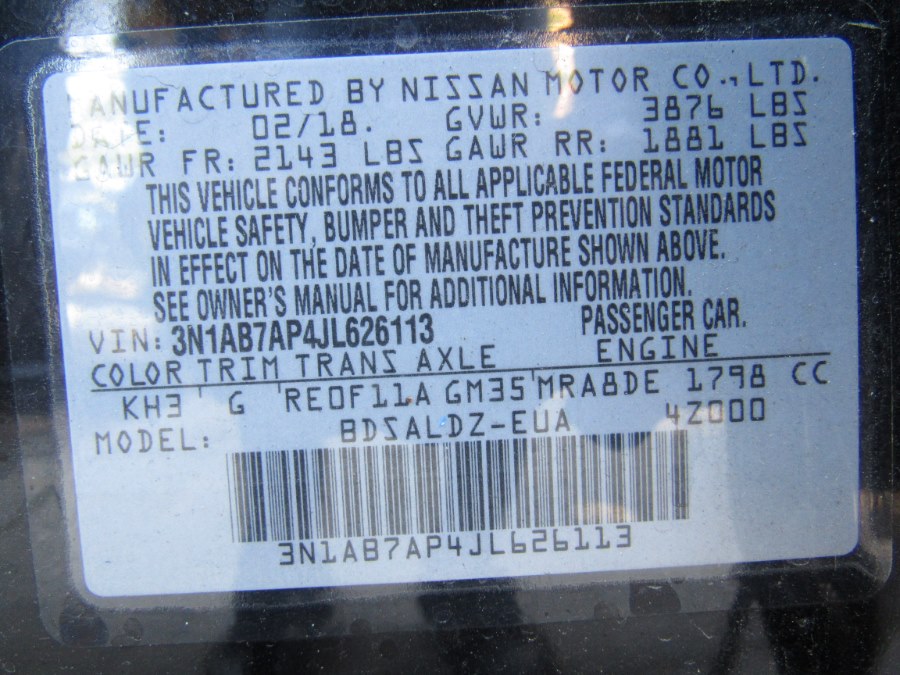 MANUFACTURED BY NISSAN MOTOR CO., LTD.
DATE: 02/18. GVWR: 3876 LBS
GAWR FR: 2143 LBS GAWR RR: 1881 LBS
THIS VEHICLE CONFORMS TO ALL APPLICABLE FEDERAL MOTOR
VEHICLE SAFETY, BUMPER AND THEFT PREVENTION STANDARDS
IN EFFECT ON THE DATE OF MANUFACTURE SHOWN ABOVE.
SEE OWNER'S MANUAL FOR ADDITIONAL INFORMATION.
VIN: 3N1AB7AP4JL626113 PASSENGER CAR.
COLOR TRIM TRANS AXLE ENGINE
KH3 G RE0F11A GM35 MRA8DE 1798 CC
MODEL: BDSALDZ-EUA 4Z000
3N1AB7AP4JL626113